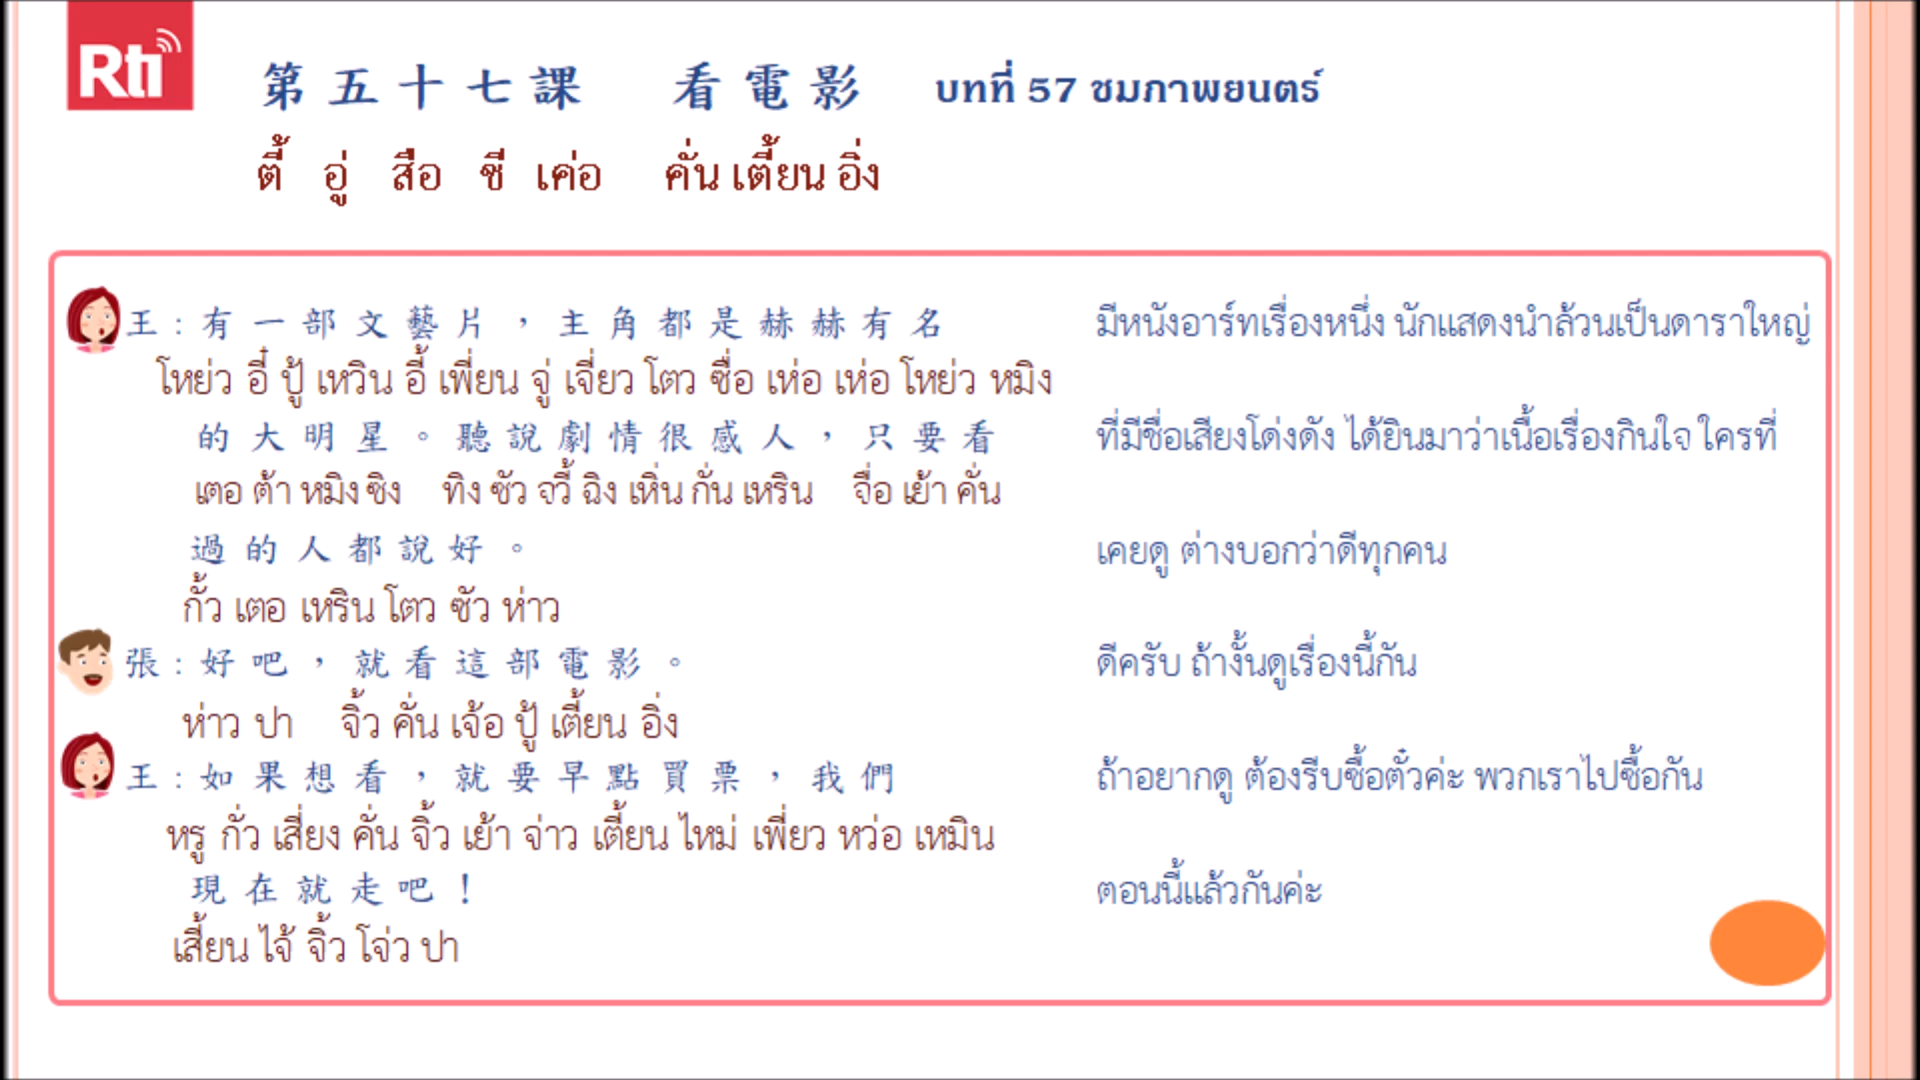 Rti
第五十七課 看電影 บทที่ 57 ชมภาพยนตร์
ตี้ อู่ สือ ชี เค่อ คั่น เตี้ยน อิ่ง
王:有一部文藝片,主角都是赫赫有名 มีหนังอาร์ทเรื่องหนึ่ง นักแสดงนำล้วนเป็นดาราใหญ่
โหย่ว อี๋ ปู้ เหวิน อี้ เพี่ยน จู่ เจี่ยว โตว ซื่อ เห่อ เห่อ โหย่ว หมิง
的大明星。聽說劇情很感人,只要看 ที่มีชื่อเสียงโด่งดัง ได้ยินมาว่าเนื้อเรื่องกินใจ ใครที่
เตอ ต้า หมิง ซิง ทิง ซัว จวี้ ฉิง เหิ่น กั่น เหริน จื่อ เย้า คั่น
過的人都說好。 เคยดู ต่างบอกว่าดีทุกคน
กั้ว เตอ เหริน โตว ซัว ห่าว
張:好吧,就看這部電影。 ดีครับ ถ้างั้นดูเรื่องนี้กัน
ห่าว ปา จิ้ว คั่น เจ้อ ปู้ เตี้ยน อิ่ง
王:如果想看,就要早點買票,我們 ถ้าอยากดู ต้องรีบซื้อตั๋วค่ะ พวกเราไปซื้อกัน
หรู กั่ว เสี่ยง คั่น จิ้ว เย้า จ่าว เตี้ยน ไหม่ เพี่ยว หว่อ เหมิน
現在就走吧! ตอนนี้แล้วกันค่ะ
เสี้ยน ไจ้ จิ้ว โจ่ว ปา